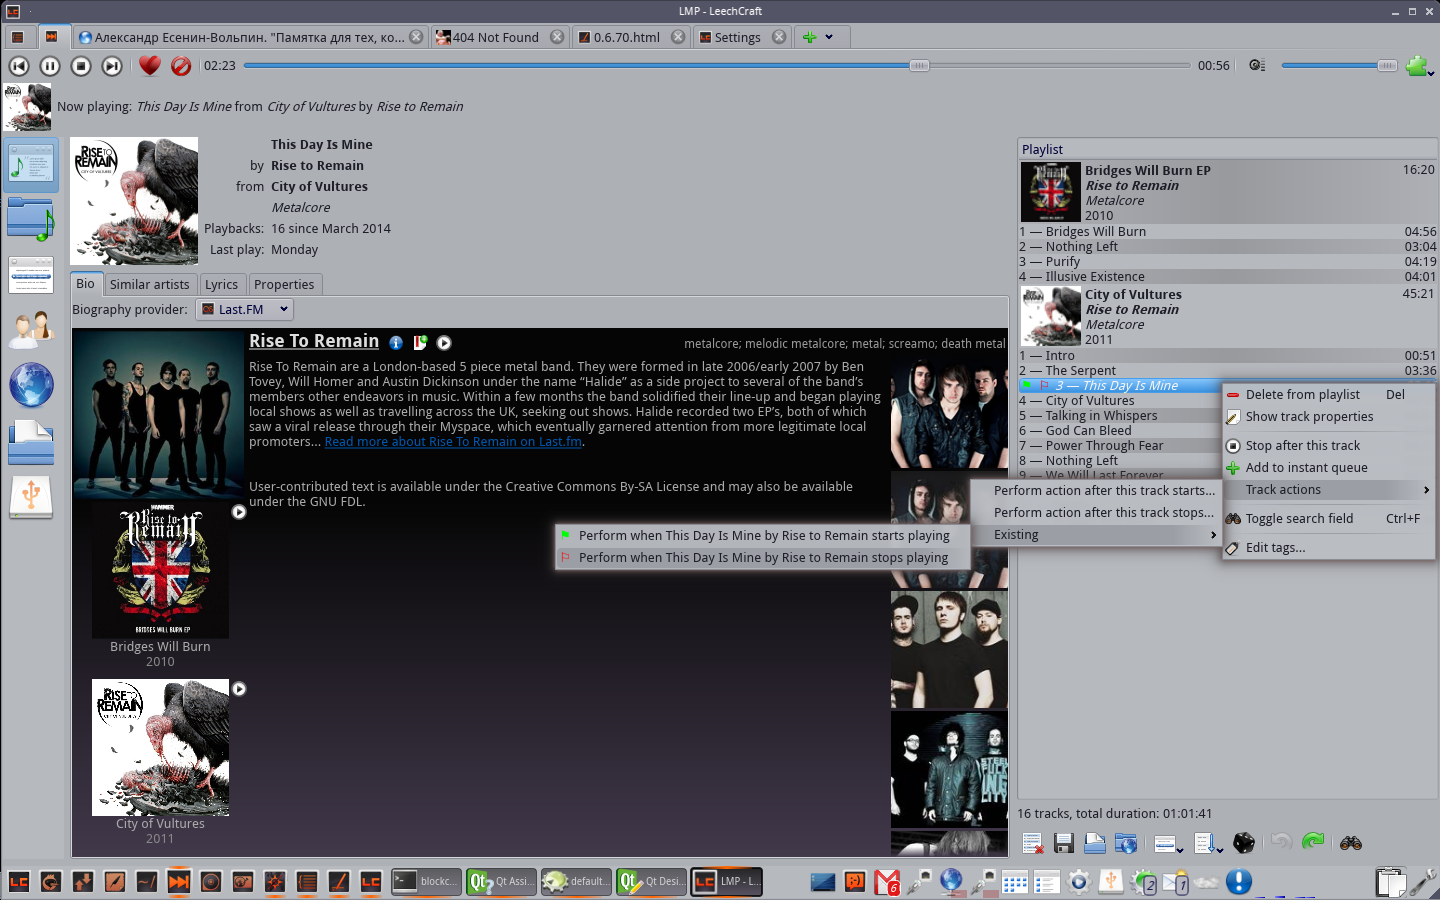 LMP - LeechCraft
Александр Есенин-Вольпин. "Памятка для тех, ко...
404 Not Found
0.6.70.html
Settings
02:23
00:56
Now playing: This Day Is Mine from City of Vultures by Rise to Remain
This Day Is Mine
by Rise to Remain
from City of Vultures
Metalcore
Playbacks: 16 since March 2014
Last play: Monday
Bio
Similar artists
Lyrics
Properties
Biography provider: Last.FM
Rise To Remain
metalcore; melodic metalcore; metal; screamo; death metal
Rise To Remain are a London-based 5 piece metal band. They were formed in late 2006/early 2007 by Ben
Tovey, Will Homer and Austin Dickinson under the name “Halide” as a side project to several of the band’s
members other endeavors in music. Within a few months the band solidified their line-up and began playing
local shows as well as travelling across the UK, seeking out shows. Halide recorded two EP’s, both of which
saw a viral release through their Myspace, which eventually garnered attention from more legitimate local
promoters... Read more about Rise To Remain on Last.fm.
User-contributed text is available under the Creative Commons By-SA License and may also be available
under the GNU FDL.
Bridges Will Burn
2010
City of Vultures
2011
Playlist
Bridges Will Burn EP 16:20
Rise to Remain
Metalcore
2010
1 — Bridges Will Burn 04:56
2 — Nothing Left 03:04
3 — Purify 04:19
4 — Illusive Existence 04:01
City of Vultures 45:21
Rise to Remain
Metalcore
2011
1 — Intro 00:51
2 — The Serpent 03:36
3 — This Day Is Mine
4 — City of Vultures
5 — Talking in Whispers
6 — God Can Bleed
7 — Power Through Fear
8 — Nothing Left
9 — We Will Last Forever
Delete from playlist Del
Show track properties
Stop after this track
Add to instant queue
Track actions
Toggle search field Ctrl+F
Edit tags...
Perform action after this track starts...
Perform action after this track stops...
Existing
Perform when This Day Is Mine by Rise to Remain starts playing
Perform when This Day Is Mine by Rise to Remain stops playing
16 tracks, total duration: 01:01:41
blockc...
Qt Assi...
default...
Qt Desi...
LMP - L...
6
2
1